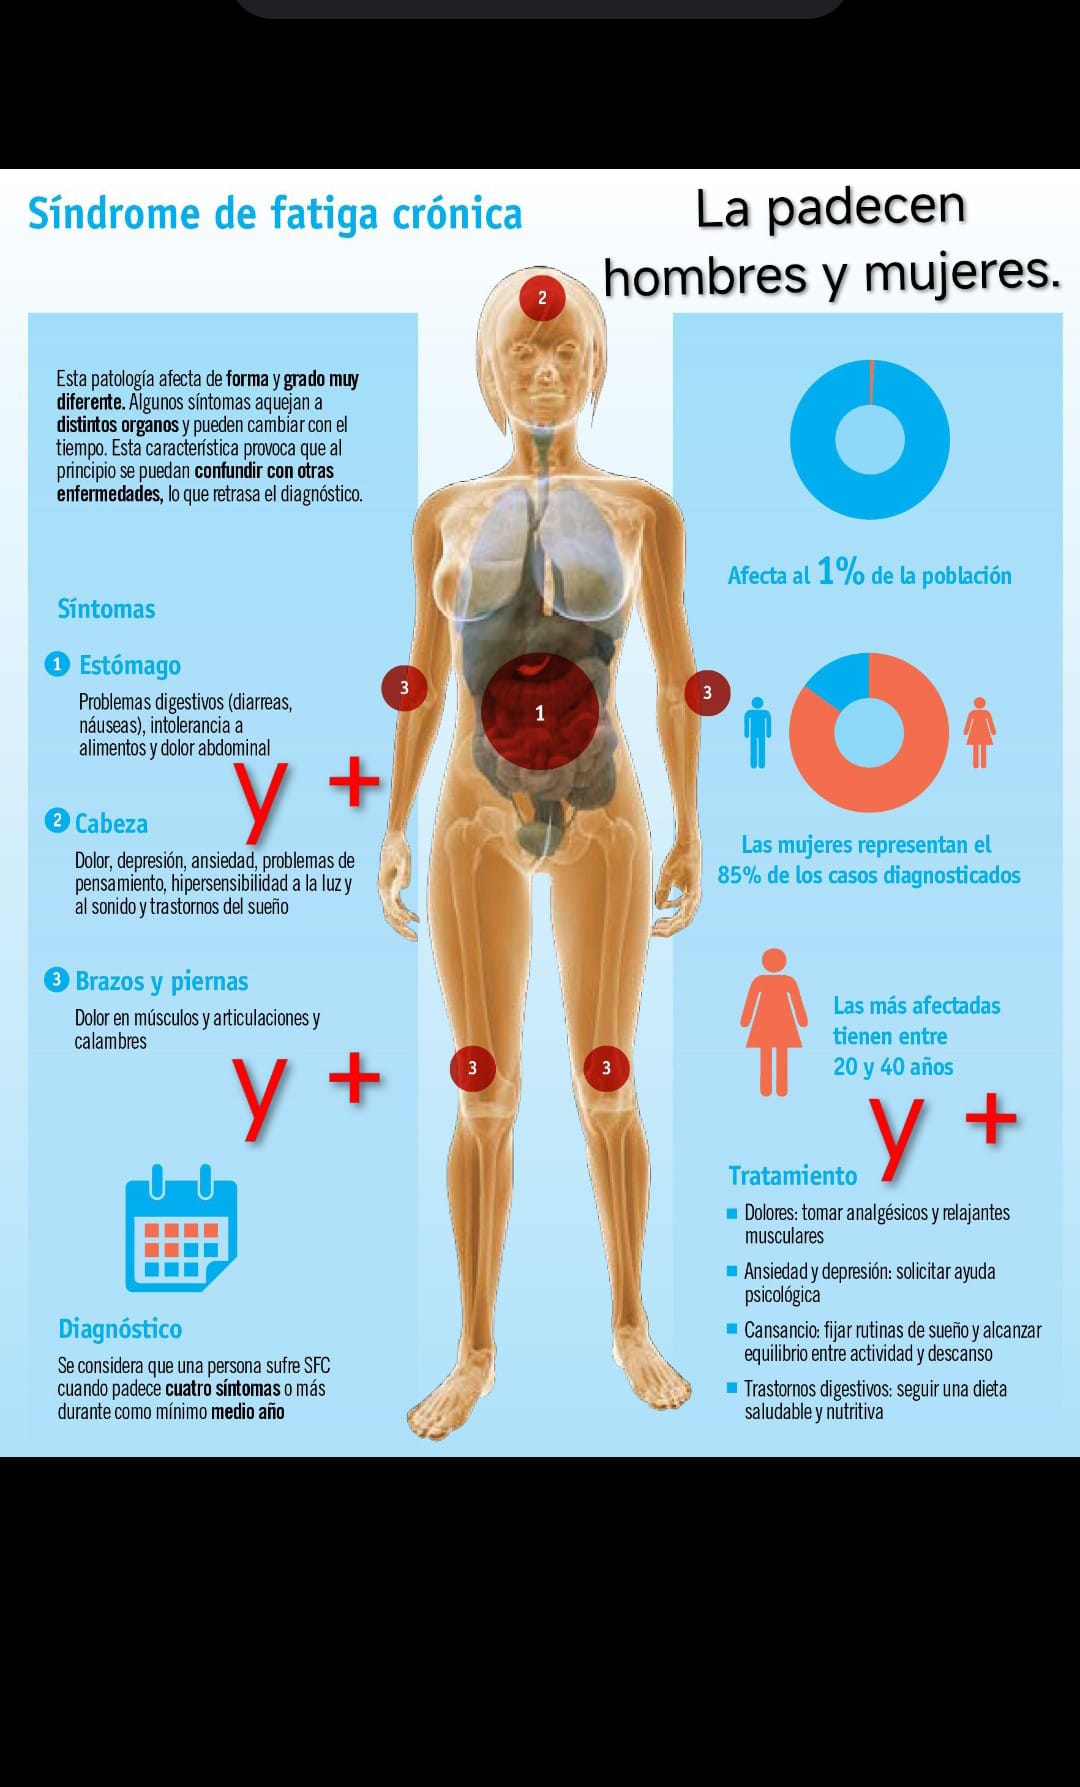 Síndrome de fatiga crónica
La padecen
hombres y mujeres.
2
Esta patología afecta de forma y grado muy
diferente. Algunos síntomas aquejan a
distintos organos y pueden cambiar con el
tiempo. Esta característica provoca que al
principio se puedan confundir con otras
enfermedades, lo que retrasa el diagnóstico.
Síntomas
1 Estómago
Problemas digestivos (diarreas,
náuseas), intolerancia a
alimentos y dolor abdominal
y +
2 Cabeza
Dolor, depresión, ansiedad, problemas de
pensamiento, hipersensibilidad a la luz y
al sonido y trastornos del sueño
3 Brazos y piernas
Dolor en músculos y articulaciones y
calambres
y +
Diagnóstico
Se considera que una persona sufre SFC
cuando padece cuatro síntomas o más
durante como mínimo medio año
3
1
3
3
3
Afecta al 1% de la población
Las mujeres representan el
85% de los casos diagnosticados
Las más afectadas
tienen entre
20 y 40 años
y +
Tratamiento
Dolores: tomar analgésicos y relajantes
musculares
Ansiedad y depresión: solicitar ayuda
psicológica
Cansancio: fijar rutinas de sueño y alcanzar
equilibrio entre actividad y descanso
Trastornos digestivos: seguir una dieta
saludable y nutritiva